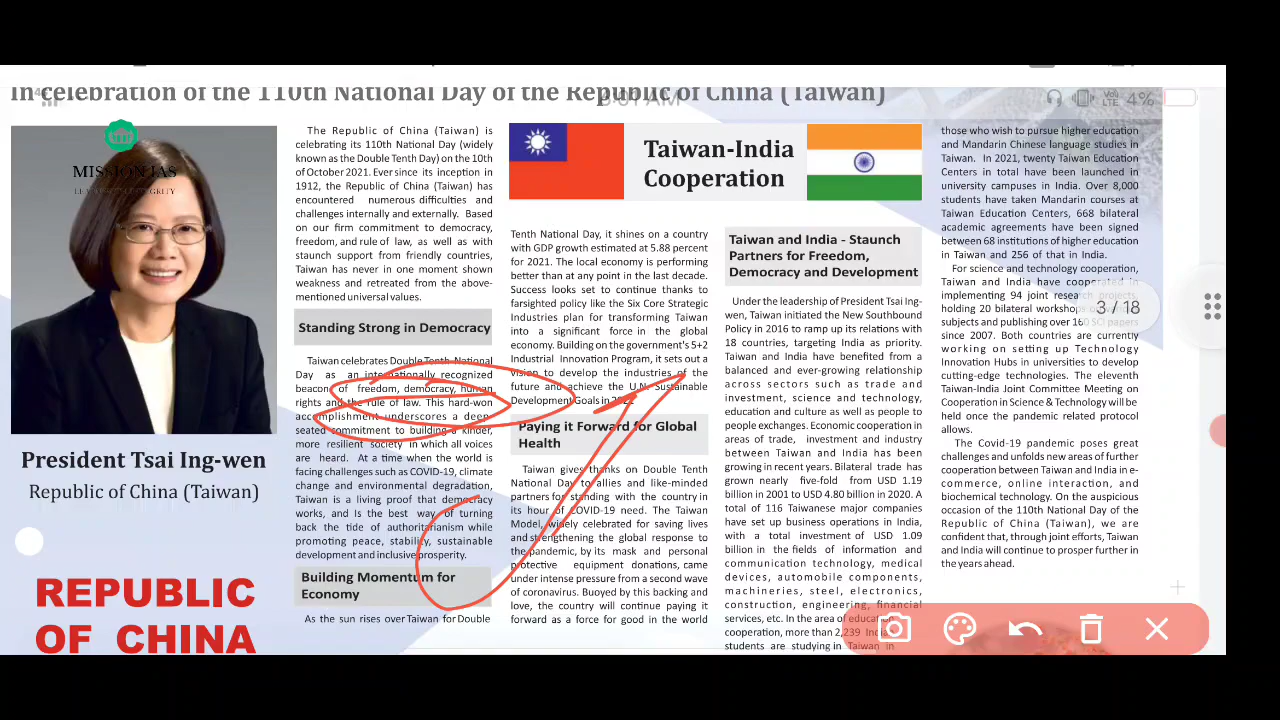 In celebration of the 110th National Day of the Republic of China (Taiwan)
4%
MISSION IAS
President Tsai Ing-wen
Republic of China (Taiwan)
REPUBLIC
OF CHINA
The Republic of China (Taiwan) is
celebrating its 110th National Day (widely
known as the Double Tenth Day) on the 10th
of October 2021. Ever since its inception in
1912, the Republic of China (Taiwan) has
encountered numerous difficulties and
challenges internally and externally. Based
on our firm commitment to democracy,
freedom, and rule of law, as well as with
staunch support from friendly countries,
Taiwan has never in one moment shown
weakness and retreated from the above-
mentioned universal values.
Standing Strong in Democracy
Taiwan celebrates Double Tenth National
Day as an internationally recognized
beacon of freedom, democracy, human
rights and the rule of law. This hard-won
accomplishment underscores a deep-
seated commitment to building a kinder,
more resilient society in which all voices
are heard. At a time when the world is
facing challenges such as COVID-19, climate
change and environmental degradation,
Taiwan is a living proof that democracy
works, and Is the best way of turning
back the tide of authoritarianism while
promoting peace, stability, sustainable
development and inclusive prosperity.
Building Momentum for
Economy
As the sun rises over Taiwan for Double
Taiwan-India
Cooperation
Tenth National Day, it shines on a country
with GDP growth estimated at 5.88 percent
for 2021. The local economy is performing
better than at any point in the last decade.
Success looks set to continue thanks to
farsighted policy like the Six Core Strategic
Industries plan for transforming Taiwan
into a significant force in the global
economy. Building on the government's 5+2
Industrial Innovation Program, it sets out a
vision to develop the industries of the
future and achieve the U.N. Sustainable
Development Goals in
Paying it Forward for Global
Health
Taiwan gives thanks on Double Tenth
National Day to allies and like-minded
partners for standing with the country in
its hour of COVID-19 need. The Taiwan
Model, widely celebrated for saving lives
and strengthening the global response to
the pandemic, by its mask and personal
protective equipment donations, came
under intense pressure from a second wave
of coronavirus. Buoyed by this backing and
love, the country will continue paying it
forward as a force for good in the world
Taiwan and India - Staunch
Partners for Freedom,
Democracy and Development
Under the leadership of President Tsai Ing-
wen, Taiwan initiated the New Southbound
Policy in 2016 to ramp up its relations with
18 countries, targeting India as priority.
Taiwan and India have benefited from a
balanced and ever-growing relationship
across sectors such as trade and
investment, science and technology,
education and culture as well as people to
people exchanges. Economic cooperation in
areas of trade, investment and industry
between Taiwan and India has been
growing in recent years. Bilateral trade has
grown nearly five-fold from USD 1.19
billion in 2001 to USD 4.80 billion in 2020. A
total of 116 Taiwanese major companies
have set up business operations in India,
with a total investment of USD 1.09
billion in the fields of information and
communication technology, medical
devices, automobile components,
machineries, steel, electronics,
construction, engineering, financial
services, etc. In the area of education
cooperation, more than 2,239 Indian
students are studying in Taiwan in
those who wish to pursue higher education
and Mandarin Chinese language studies in
Taiwan. In 2021, twenty Taiwan Education
Centers in total have been launched in
university campuses in India. Over 8,000
students have taken Mandarin courses at
Taiwan Education Centers, 668 bilateral
academic agreements have been signed
between 68 institutions of higher education
in Taiwan and 256 of that in India.
For science and technology cooperation,
Taiwan and India have cooperated in
implementing 94 joint research projects,
holding 20 bilateral workshops
subjects and publishing over 160 SCI papers
since 2007. Both countries are currently
working on setting up Technology
Innovation Hubs in universities to develop
cutting-edge technologies. The eleventh
Taiwan-India Joint Committee Meeting on
Cooperation in Science & Technology will be
held once the pandemic related protocol
allows.
The Covid-19 pandemic poses great
challenges and unfolds new areas of further
cooperation between Taiwan and India in e-
commerce, online interaction, and
biochemical technology. On the auspicious
occasion of the 110th National Day of the
Republic of China (Taiwan), we are
confident that, through joint efforts, Taiwan
and India will continue to prosper further in
the years ahead.
3 / 18